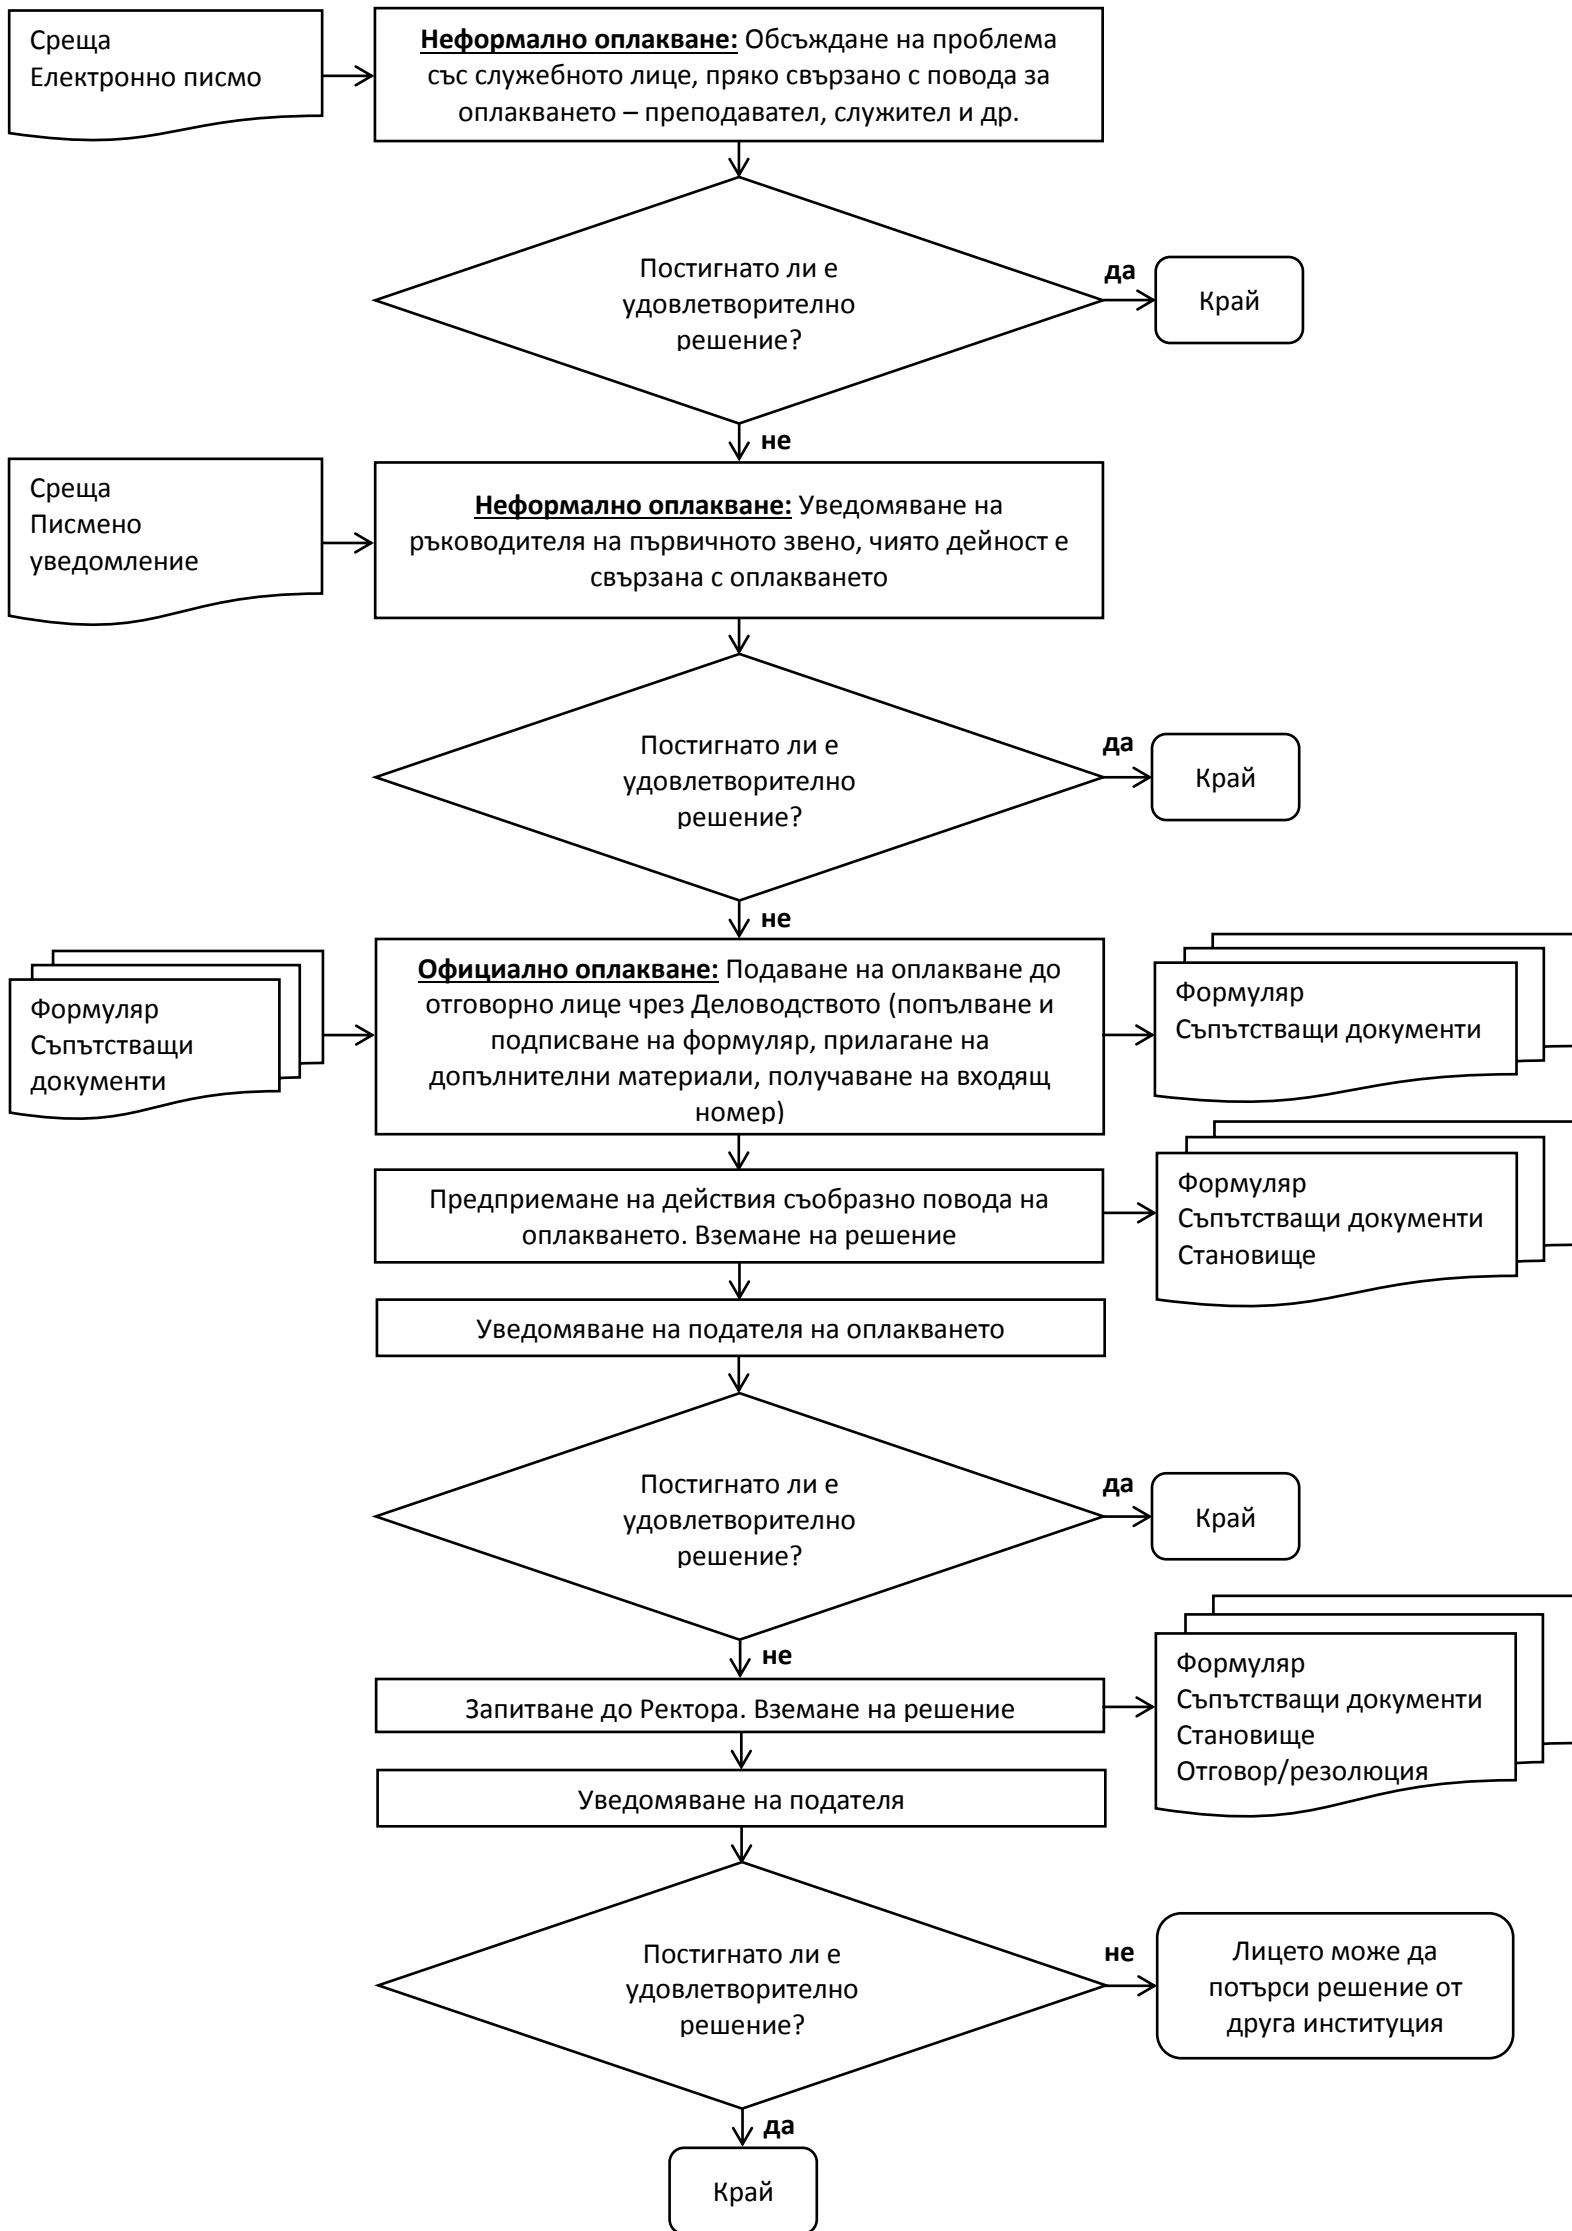 Среща
Електронно писмо
Неформално оплакване: Обсъждане на проблема
със служебното лице, пряко свързано с повода за
оплакването – преподавател, служител и др.
Постигнато ли е
удовлетворително
решение?
да
Край
не
Среща
Писмено
уведомление
Неформално оплакване: Уведомяване на
ръководителя на първичното звено, чиято дейност е
свързана с оплакването
Постигнато ли е
удовлетворително
решение?
да
Край
не
Формуляр
Съпътстващи
документи
Официално оплакване: Подаване на оплакване до
отговорно лице чрез Деловодството (попълване и
подписване на формуляр, прилагане на
допълнителни материали, получаване на входящ
номер)
Формуляр
Съпътстващи документи
Предприемане на действия съобразно повода на
оплакването. Вземане на решение
Формуляр
Съпътстващи документи
Становище
Уведомяване на подателя на оплакването
Постигнато ли е
удовлетворително
решение?
да
Край
не
Запитване до Ректора. Вземане на решение
Формуляр
Съпътстващи документи
Становище
Отговор/резолюция
Уведомяване на подателя
Постигнато ли е
удовлетворително
решение?
не
Лицето може да
потърси решение от
друга институция
да
Край